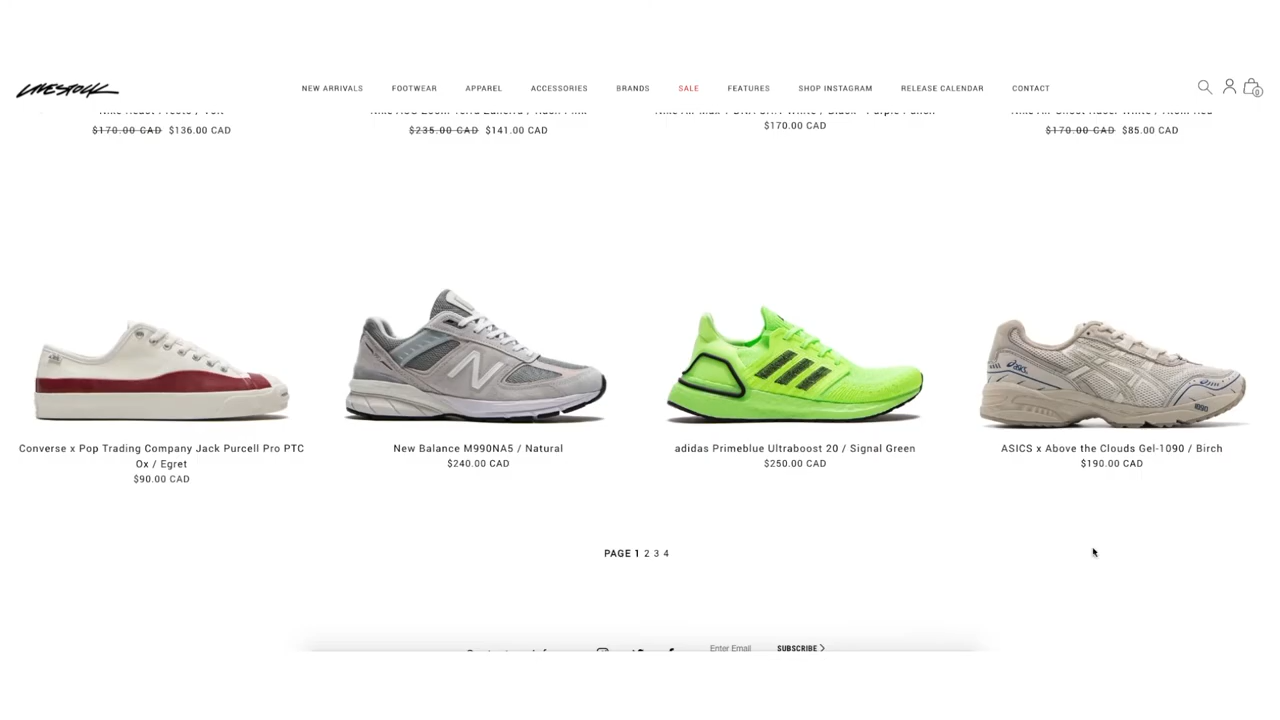 LIVESTOCK
NEW ARRIVALS FOOTWEAR APPAREL ACCESSORIES BRANDS SALE FEATURES SHOP INSTAGRAM RELEASE CALENDAR CONTACT
0
$170.00 CAD $136.00 CAD
$235.00 CAD $141.00 CAD
$170.00 CAD
$170.00 CAD $85.00 CAD
Converse x Pop Trading Company Jack Purcell Pro PTC
Ox / Egret
$90.00 CAD
New Balance M990NA5 / Natural
$240.00 CAD
adidas Primeblue Ultraboost 20 / Signal Green
$250.00 CAD
ASICS x Above the Clouds Gel-1090 / Birch
$190.00 CAD
PAGE 1 2 3 4
Enter Email SUBSCRIBE